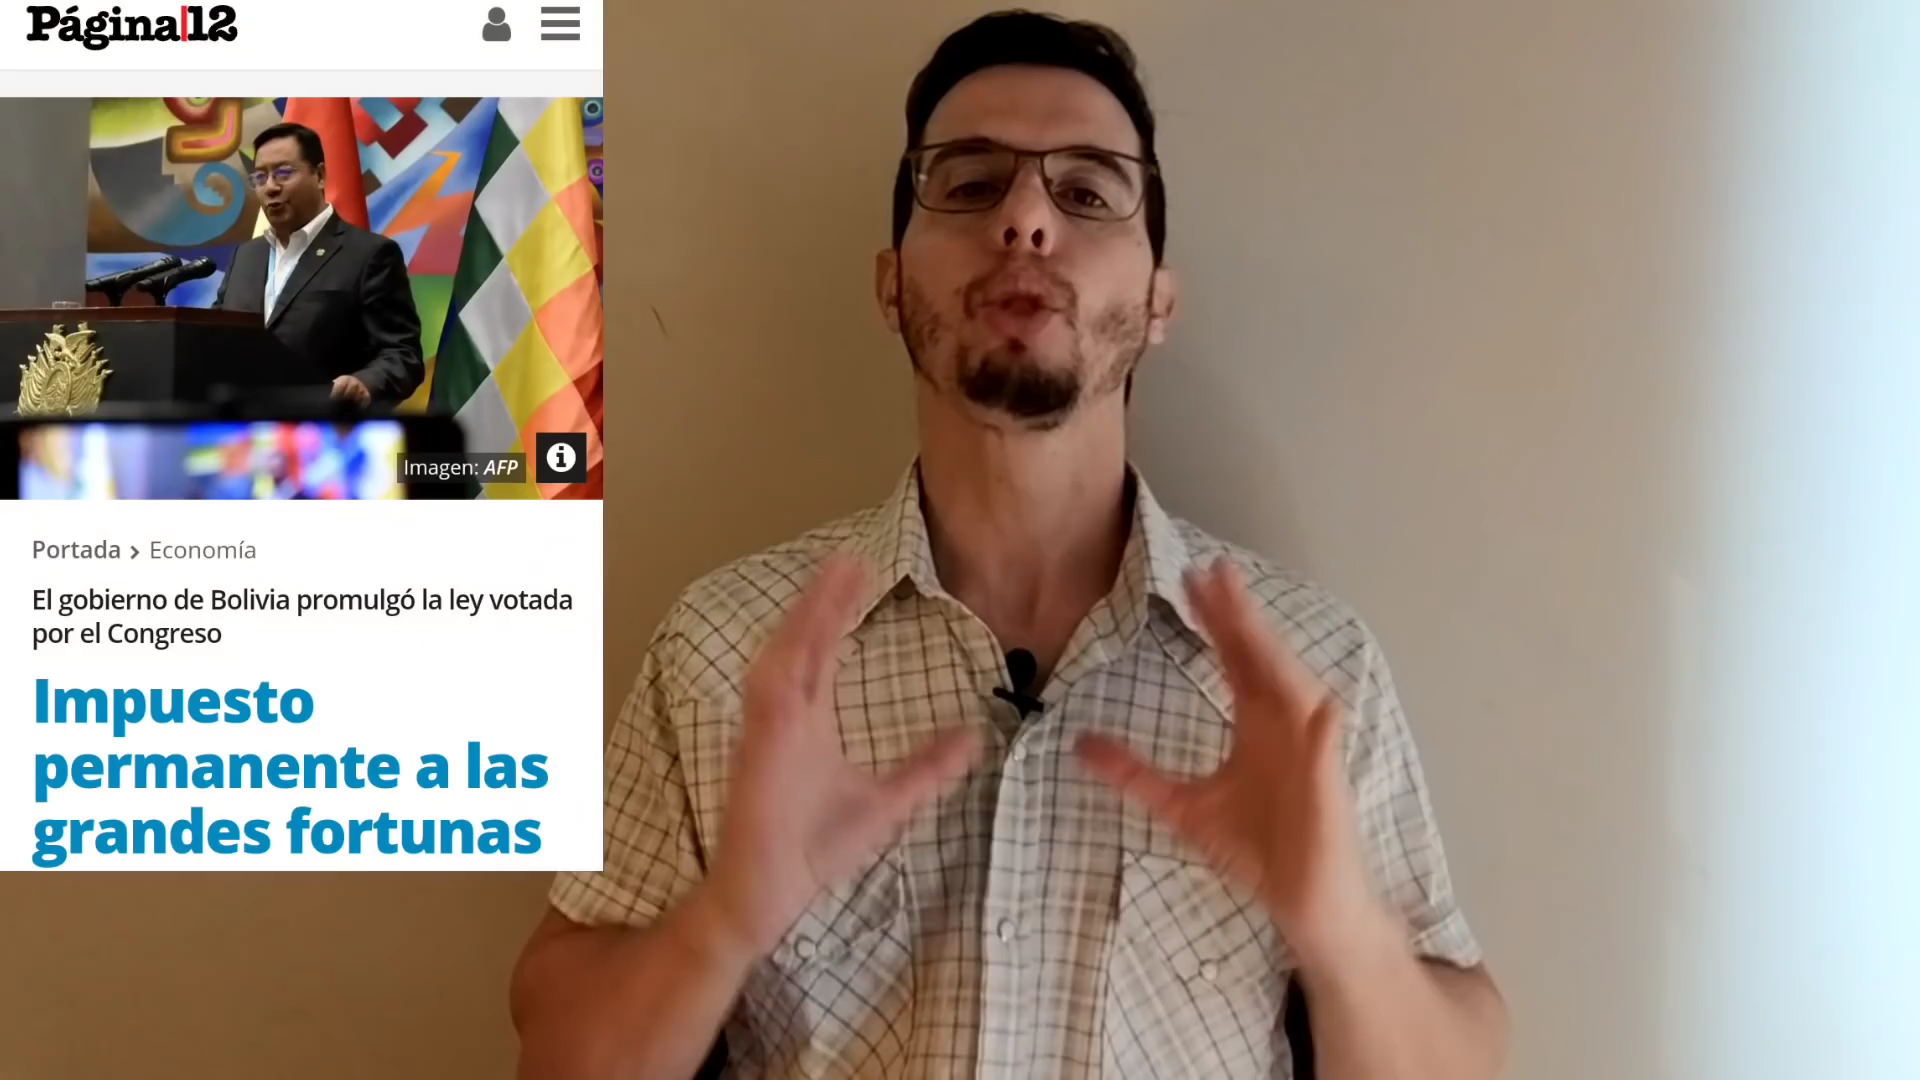 Página|12
Imagen: AFP
Portada > Economía
El gobierno de Bolivia promulgó la ley votada
por el Congreso
Impuesto
permanente a las
grandes fortunas